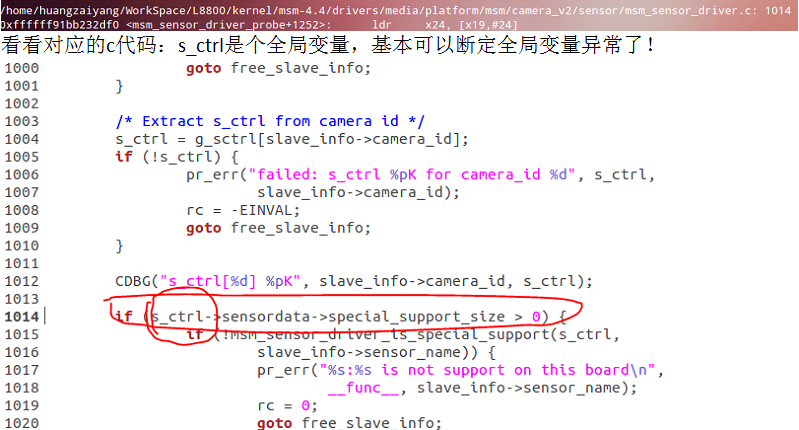 /home/huangzaiyang/WorkSpace/L8800/kernel/msm-4.4/drivers/media/platform/msm/camera_v2/sensor/msm_sensor_driver.c: 1014
0xffffff91bb232df0 <msm_sensor_driver_probe+1252>: ldr x24, [x19,#24]
看看对应的c代码：s_ctrl是个全局变量，基本可以断定全局变量异常了！
1000 goto free_slave_info;
1001 }
1002
1003 /* Extract s_ctrl from camera id */
1004 s_ctrl = g_sctrl[slave_info->camera_id];
1005 if (!s_ctrl) {
1006 pr_err("failed: s_ctrl %pK for camera_id %d", s_ctrl,
1007 slave_info->camera_id);
1008 rc = -EINVAL;
1009 goto free_slave_info;
1010 }
1011
1012 CDBG("s_ctrl[%d] %pK", slave_info->camera_id, s_ctrl);
1013
1014 if (s_ctrl->sensordata->special_support_size > 0) {
1015 if (!msm_sensor_driver_is_special_support(s_ctrl,
1016 slave_info->sensor_name)) {
1017 pr_err("%s:%s is not support on this board\n",
1018 __func__, slave_info->sensor_name);
1019 rc = 0;
1020 goto free_slave_info;